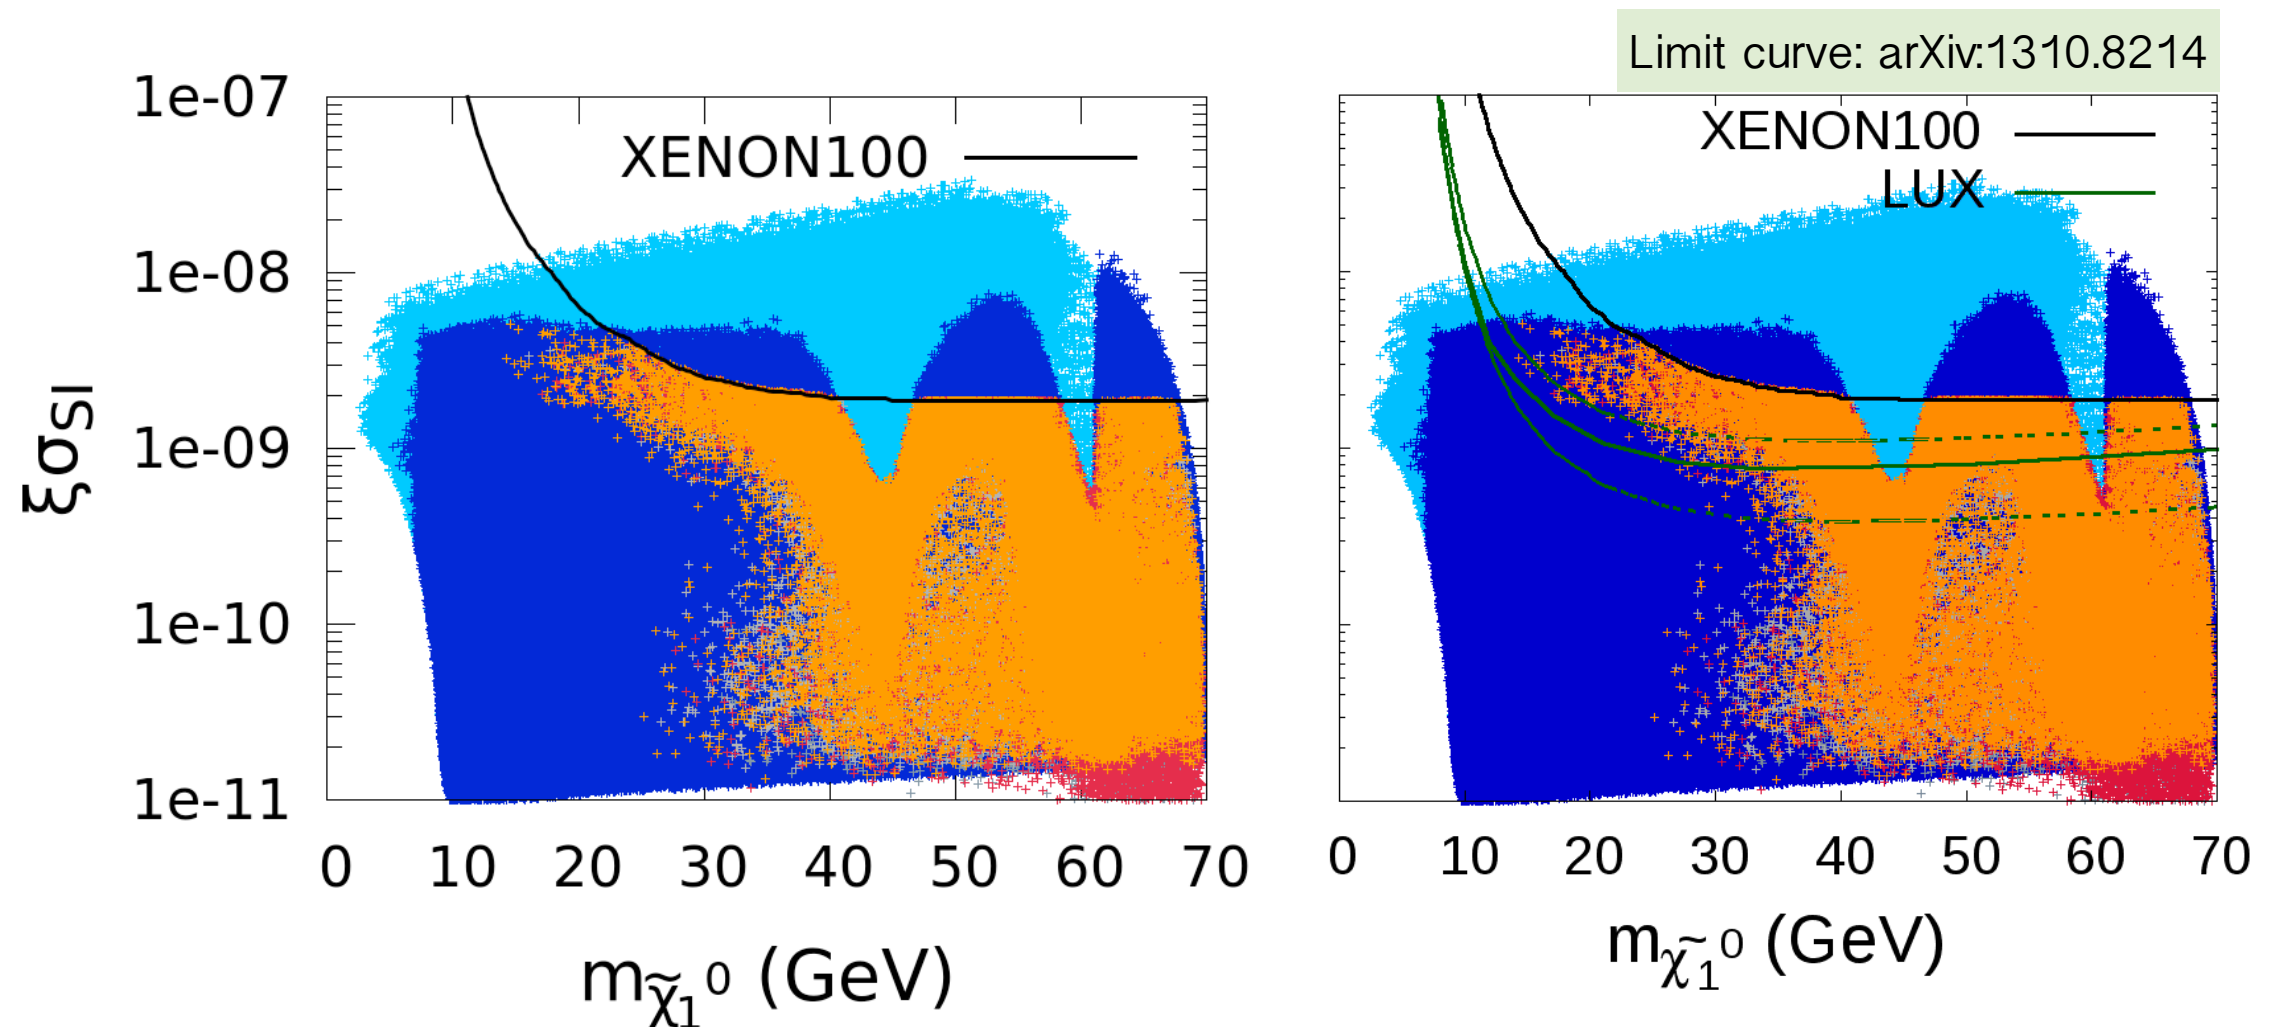 Limit curve: arXiv:1310.8214
1e-07
1e-08
1e-09
1e-10
1e-11
ξσSI
XENON100
0 10 20 30 40 50 60 70
mχ̃1⁰ (GeV)
XENON100
LUX
0 10 20 30 40 50 60 70
mχ̃1⁰ (GeV)